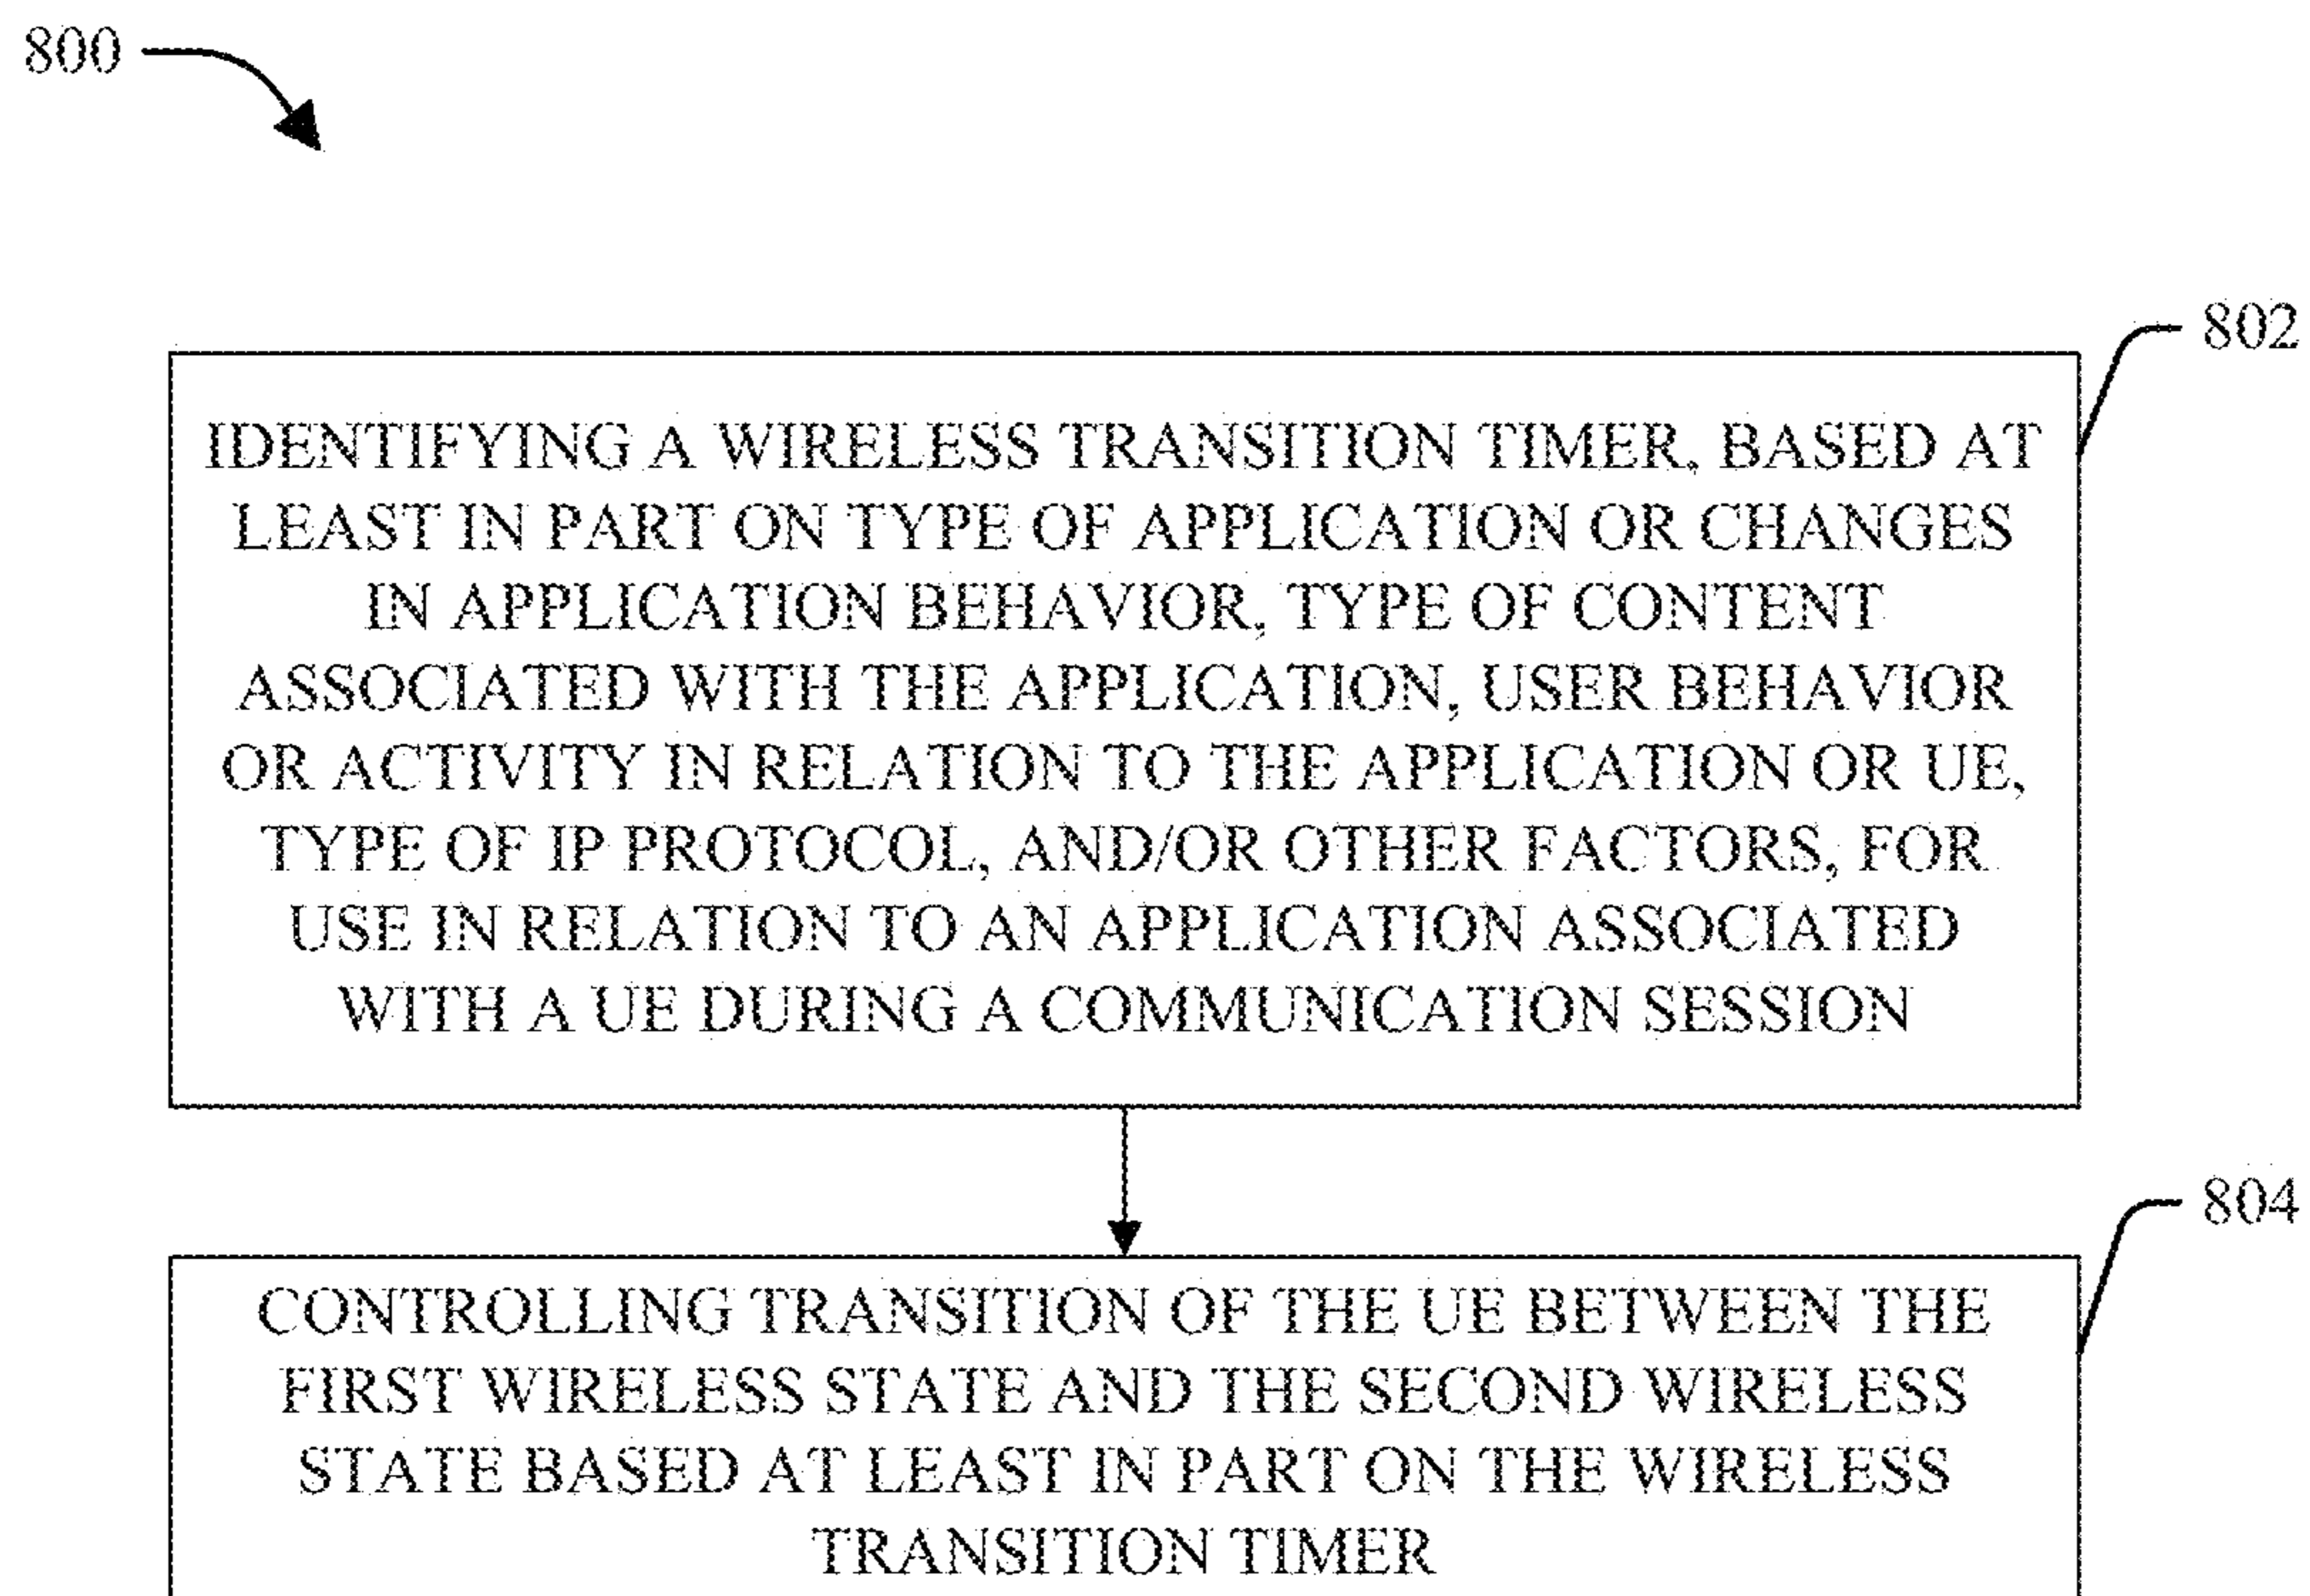 800
802
IDENTIFYING A WIRELESS TRANSITION TIMER, BASED AT
LEAST IN PART ON TYPE OF APPLICATION OR CHANGES
IN APPLICATION BEHAVIOR, TYPE OF CONTENT
ASSOCIATED WITH THE APPLICATION, USER BEHAVIOR
OR ACTIVITY IN RELATION TO THE APPLICATION OR UE,
TYPE OF IP PROTOCOL, AND/OR OTHER FACTORS, FOR
USE IN RELATION TO AN APPLICATION ASSOCIATED
WITH A UE DURING A COMMUNICATION SESSION
804
CONTROLLING TRANSITION OF THE UE BETWEEN THE
FIRST WIRELESS STATE AND THE SECOND WIRELESS
STATE BASED AT LEAST IN PART ON THE WIRELESS
TRANSITION TIMER